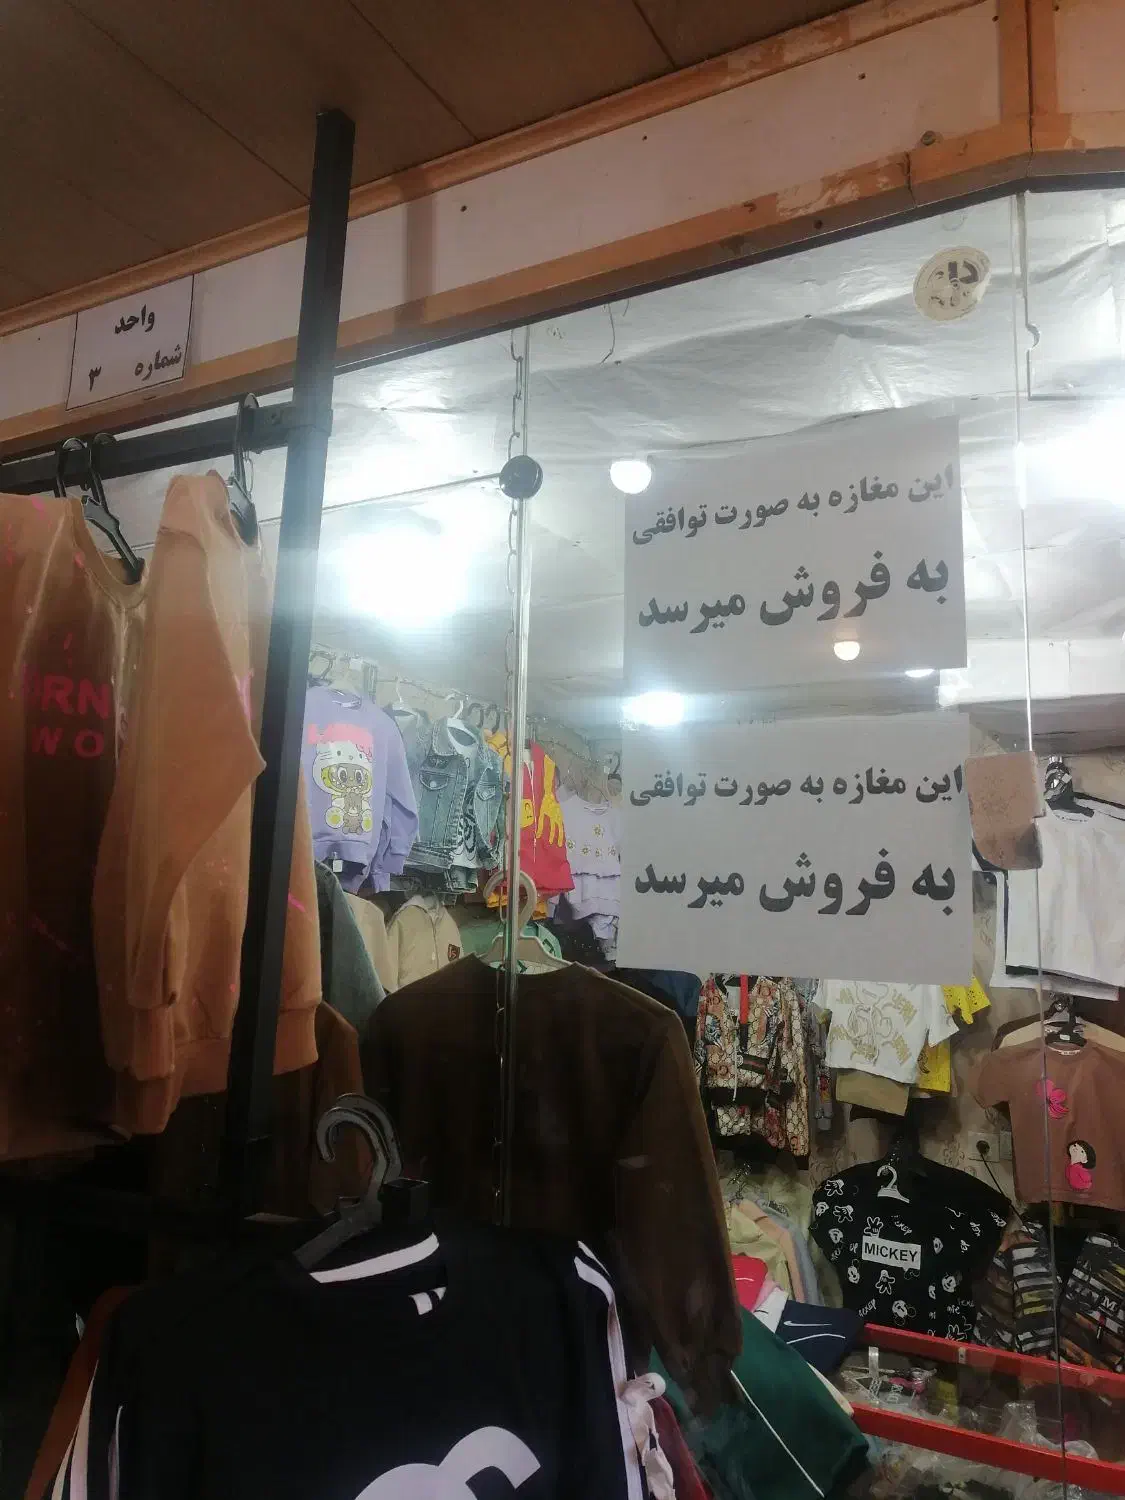 واحد
شماره ۳
این مغازه به صورت توافقی
به فروش میرسد
این مغازه به صورت توافقی
به فروش میرسد
WO
MICKEY